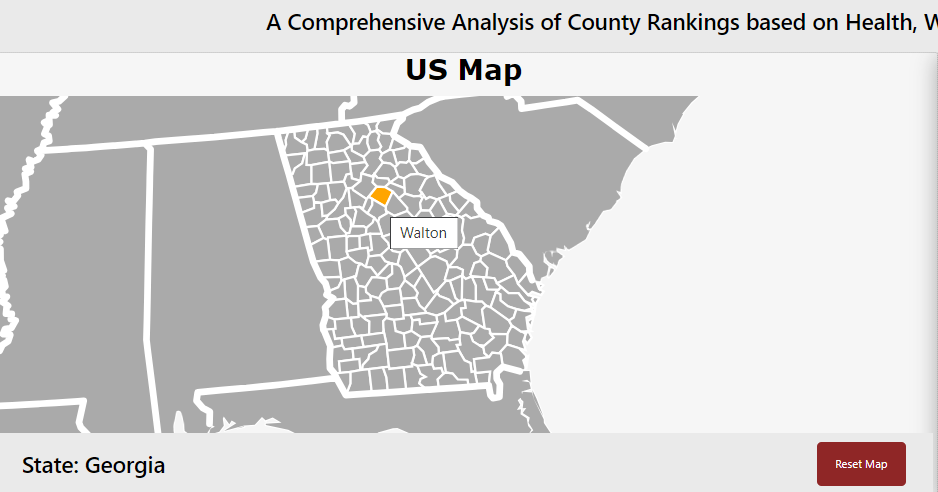 A Comprehensive Analysis of County Rankings based on Health,
US Map
Walton
State: Georgia
Reset Map